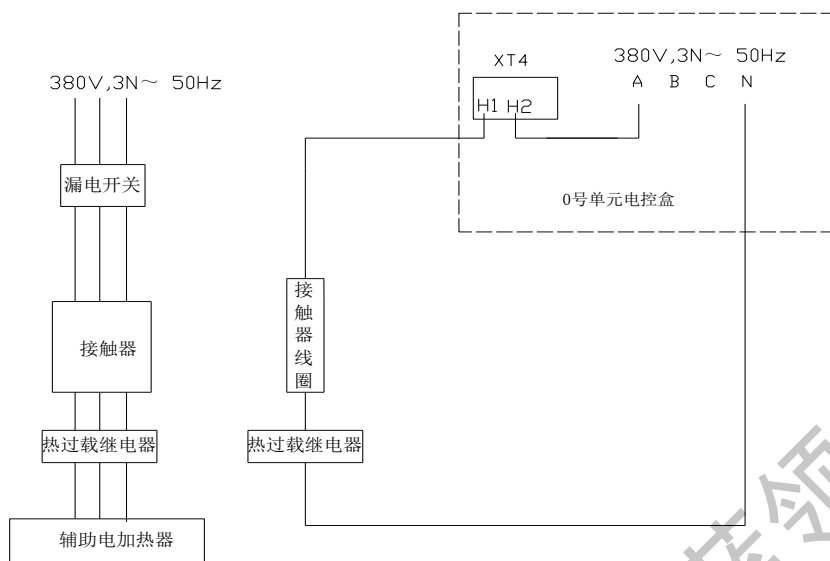 380V,3N～ 50Hz
漏电开关
接触器
热过载继电器
辅助电加热器
XT4
H1 H2
380V,3N～ 50Hz
A B C N
0号单元电控盒
接触器线圈
热过载继电器
领